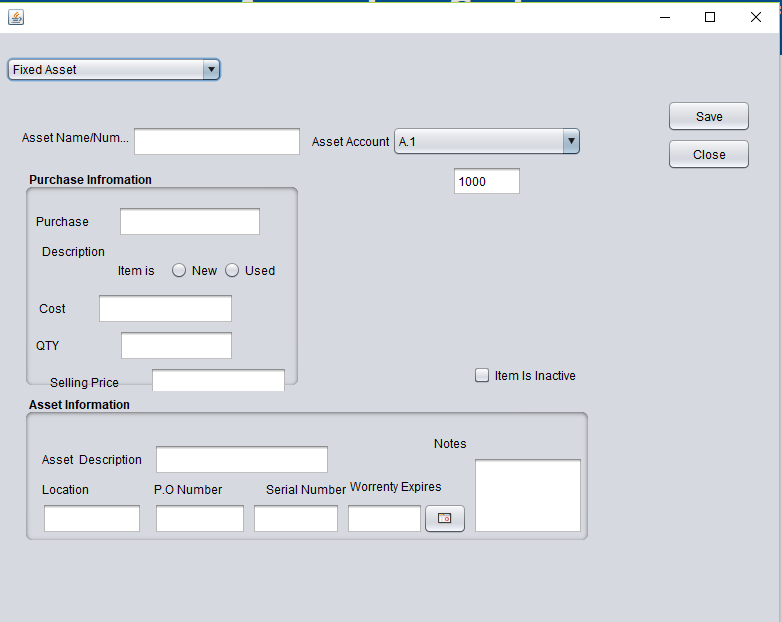 Fixed Asset
Save
Asset Name/Num...
Asset Account
A.1
Close
1000
Purchase Infromation
Purchase
Description
Item is
New
Used
Cost
QTY
Selling Price
Item Is Inactive
Asset Information
Notes
Asset Description
Location
P.O Number
Serial Number
Worrenty Expires